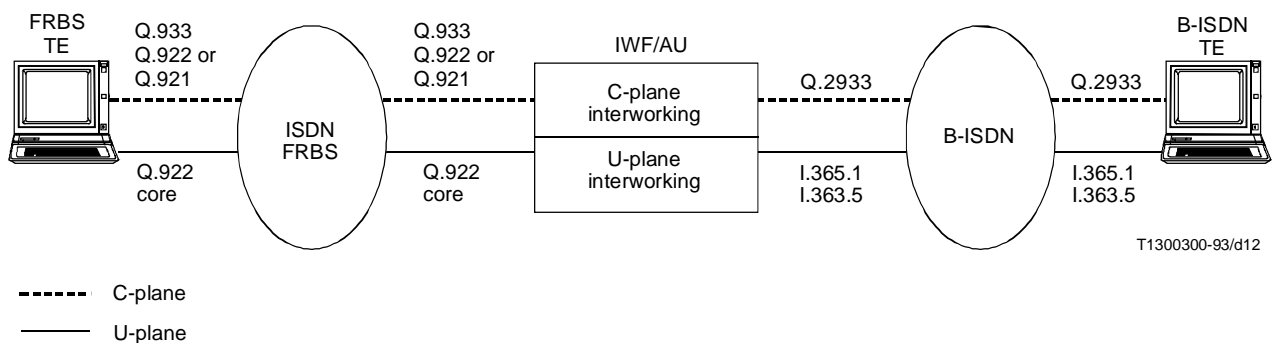 FRBS
TE
Q.933
Q.922 or
Q.921
Q.933
Q.922 or
Q.921
IWF/AU
B-ISDN
TE
C-plane
interworking
Q.2933
Q.2933
ISDN
FRBS
B-ISDN
U-plane
interworking
Q.922
core
Q.922
core
I.365.1
I.363.5
I.365.1
I.363.5
T1300300-93/d12
C-plane
U-plane